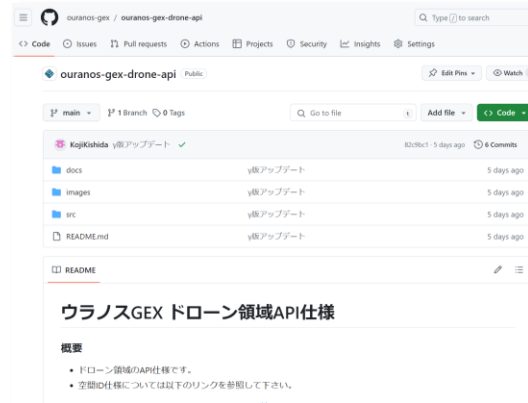 ouranos-gex / ouranos-gex-drone-api
Type / to search
Code Issues Pull requests Actions Projects Security Insights Settings
ouranos-gex-drone-api Public
Edit Pins Watch
main 1 Branch 0 Tags Go to file t Add file Code
KojiKishida γ版アップデート 82c9bc1 · 5 days ago 6 Commits
docs γ版アップデート 5 days ago
images γ版アップデート 5 days ago
src γ版アップデート 5 days ago
README.md γ版アップデート 5 days ago
README
ウラノスGEX ドローン領域API仕様
概要
• ドローン領域のAPI仕様です。
• 空間ID仕様については以下のリンクを参照して下さい。